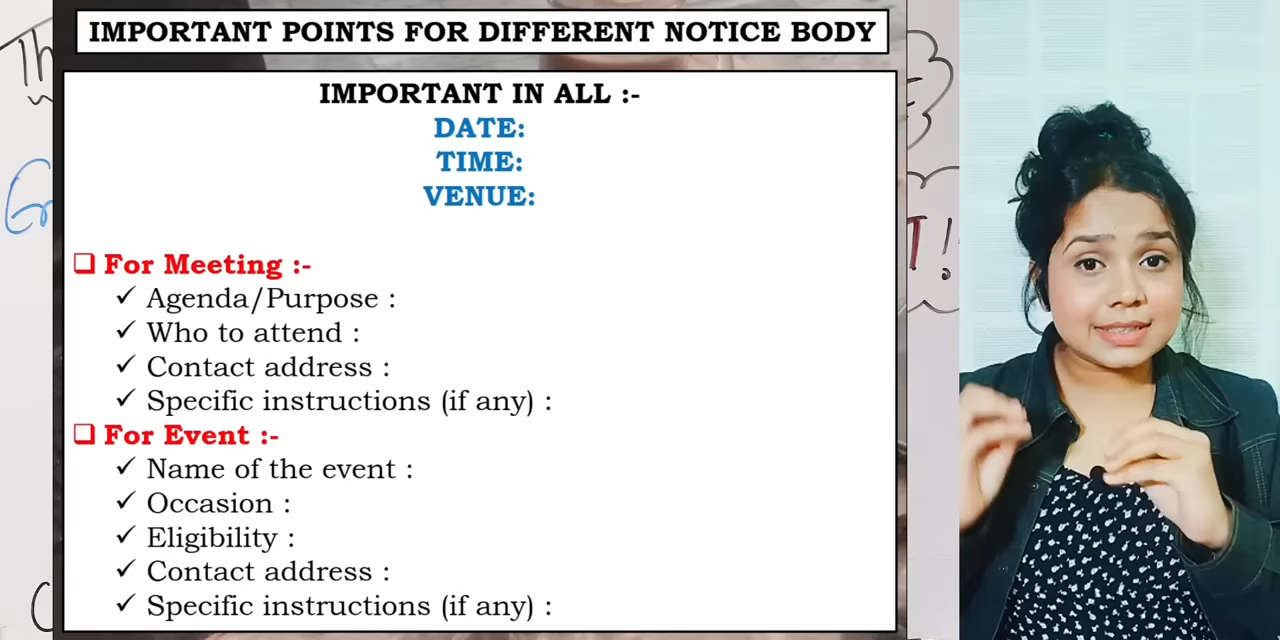 IMPORTANT POINTS FOR DIFFERENT NOTICE BODY
IMPORTANT IN ALL :-
DATE:
TIME:
VENUE:
❑ For Meeting :-
✓ Agenda/Purpose :
✓ Who to attend :
✓ Contact address :
✓ Specific instructions (if any) :
❑ For Event :-
✓ Name of the event :
✓ Occasion :
✓ Eligibility :
✓ Contact address :
✓ Specific instructions (if any) :